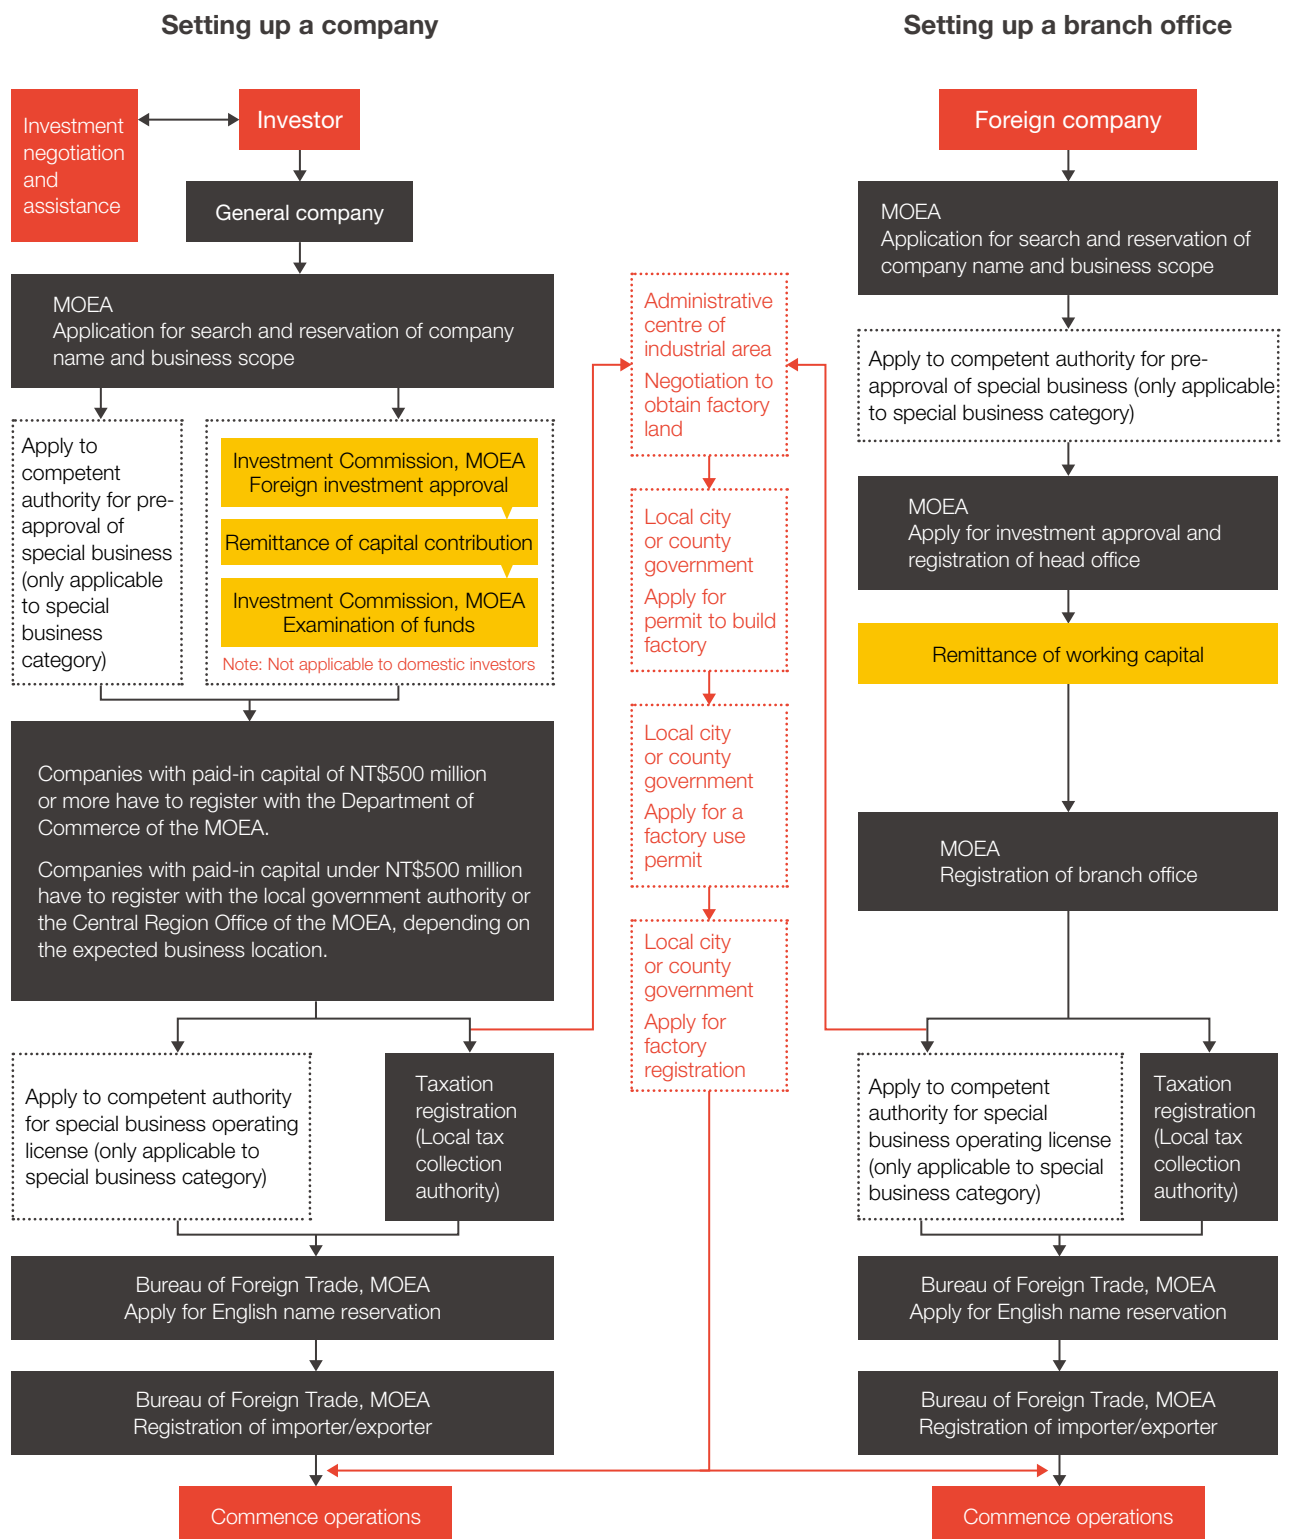 Setting up a company
Investment
negotiation
and
assistance
Investor
General company
MOEA
Application for search and reservation of company
name and business scope
Apply to
competent
authority for pre-
approval of
special business
(only applicable
to special
business
category)
Investment Commission, MOEA
Foreign investment approval
Remittance of capital contribution
Investment Commission, MOEA
Examination of funds
Note: Not applicable to domestic investors
Companies with paid-in capital of NT$500 million
or more have to register with the Department of
Commerce of the MOEA.
Companies with paid-in capital under NT$500 million
have to register with the local government authority or
the Central Region Office of the MOEA, depending on
the expected business location.
Apply to competent authority
for special business operating
license (only applicable to
special business category)
Taxation
registration
(Local tax
collection
authority)
Bureau of Foreign Trade, MOEA
Apply for English name reservation
Bureau of Foreign Trade, MOEA
Registration of importer/exporter
Commence operations
Administrative
centre of
industrial area
Negotiation to
obtain factory
land
Local city
or county
government
Apply for
permit to build
factory
Local city
or county
government
Apply for a
factory use
permit
Local city
or county
government
Apply for
factory
registration
Setting up a branch office
Foreign company
MOEA
Application for search and reservation of
company name and business scope
Apply to competent authority for pre-
approval of special business (only applicable
to special business category)
MOEA
Apply for investment approval and
registration of head office
Remittance of working capital
MOEA
Registration of branch office
Apply to competent
authority for special
business operating license
(only applicable to special
business category)
Taxation
registration
(Local tax
collection
authority)
Bureau of Foreign Trade, MOEA
Apply for English name reservation
Bureau of Foreign Trade, MOEA
Registration of importer/exporter
Commence operations